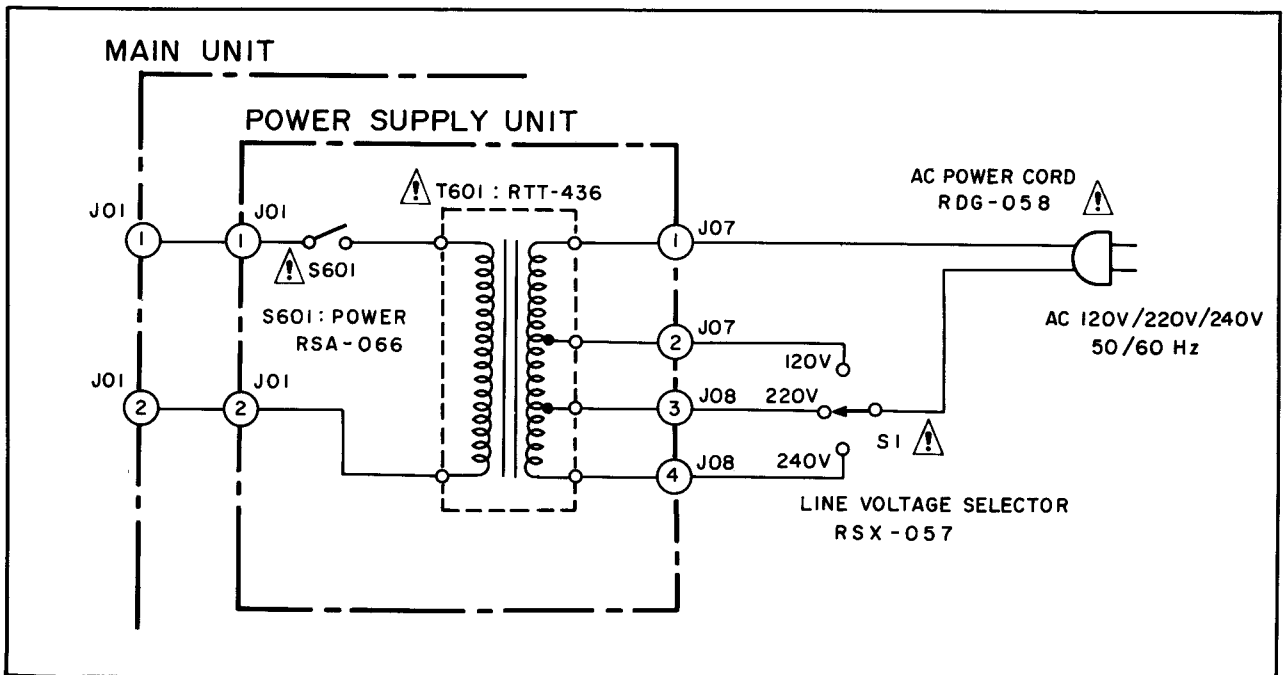 MAIN UNIT
POWER SUPPLY UNIT
⚠ T601 : RTT-436
AC POWER CORD
RDG-058 ⚠
J01
J01
J07
1
1
1
⚠ S601
S601 : POWER
RSA-066
AC 120V/220V/240V
50/60 Hz
2
J07
120V
J01
J01
2
2
3
J08
220V
S1 ⚠
4
J08
240V
LINE VOLTAGE SELECTOR
RSX-057